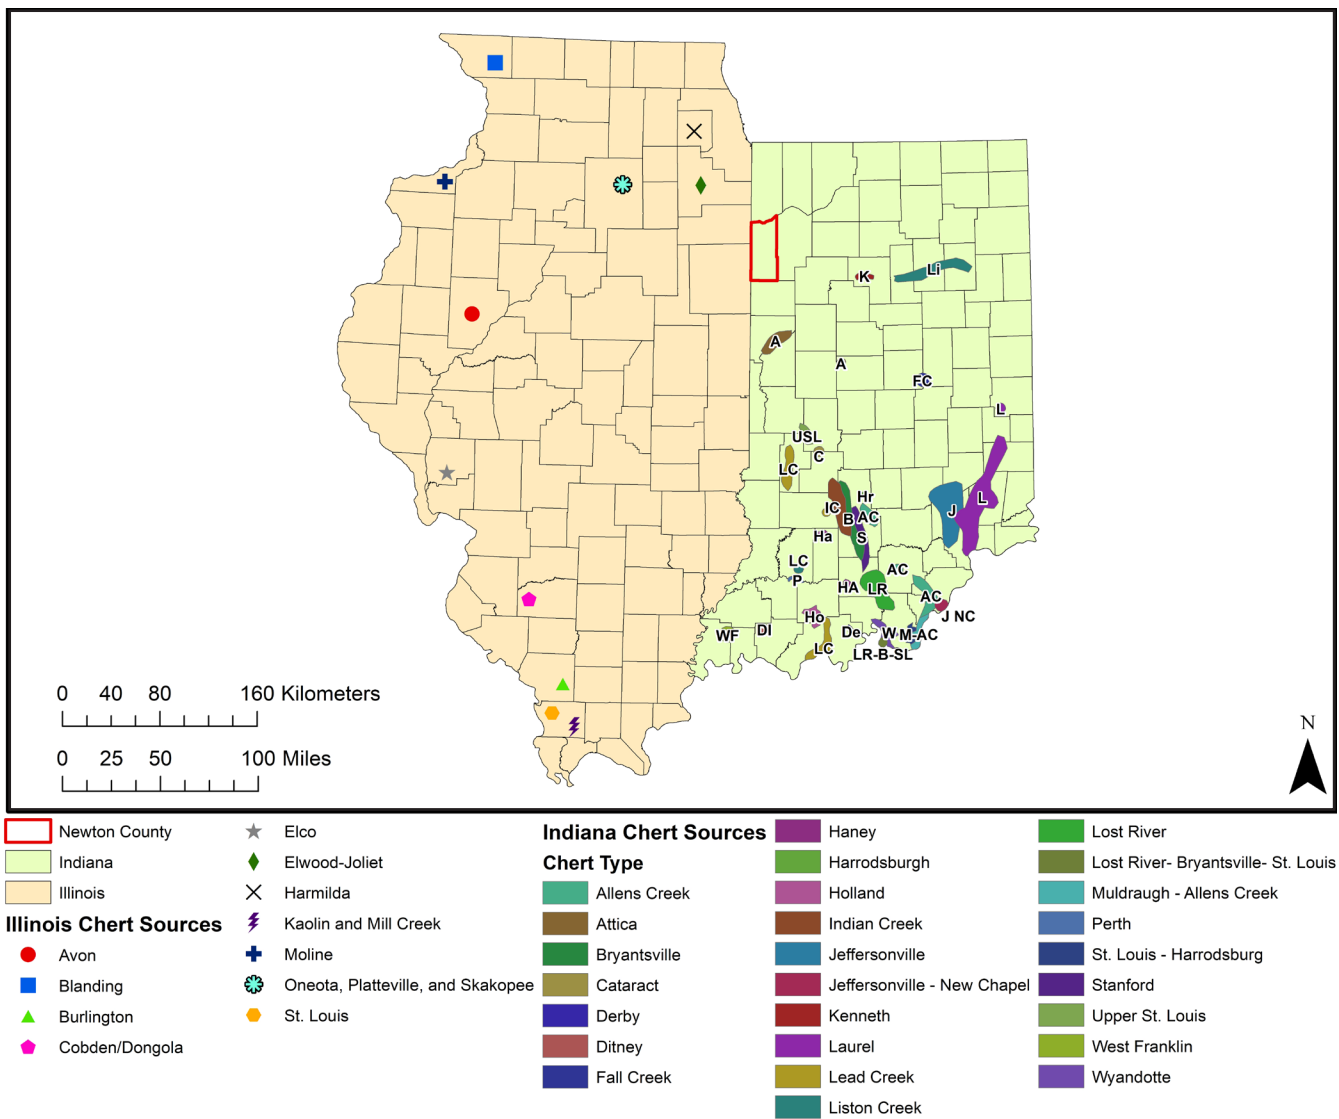 K
Li
A
A
FC
L
USL
C
LC
L
IC
Hr
B
AC
J
Ha
S
LC
P
AC
HA
LR
AC
Ho
J NC
WF
DI
De
W
M-AC
LC
LR-B-SL
0 40 80 160 Kilometers
0 25 50 100 Miles
N
Newton County
Indiana
Illinois
Illinois Chert Sources
Avon
Blanding
Burlington
Cobden/Dongola
Elco
Elwood-Joliet
Harmilda
Kaolin and Mill Creek
Moline
Oneota, Platteville, and Skakopee
St. Louis
Indiana Chert Sources
Chert Type
Allens Creek
Attica
Bryantsville
Cataract
Derby
Ditney
Fall Creek
Haney
Harrodsburgh
Holland
Indian Creek
Jeffersonville
Jeffersonville - New Chapel
Kenneth
Laurel
Lead Creek
Liston Creek
Lost River
Lost River- Bryantsville- St. Louis
Muldraugh - Allens Creek
Perth
St. Louis - Harrodsburg
Stanford
Upper St. Louis
West Franklin
Wyandotte